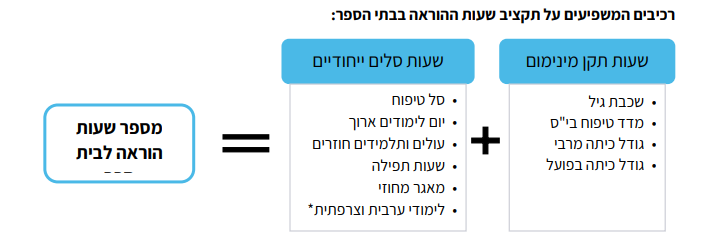 רכיבים המשפיעים על תקציב שעות ההוראה בבתי הספר:
שעות תקן מינימום
• שכבת גיל
• מדד טיפוח בי"ס
• גודל כיתה מרבי
• גודל כיתה בפועל
+
שעות סלים ייחודיים
• סל טיפוח
• יום לימודים ארוך
• עולים ותלמידים חוזרים
• שעות תפילה
• מאגר מחוזי
• לימודי ערבית וצרפתית*
=
מספר שעות
הוראה לבית